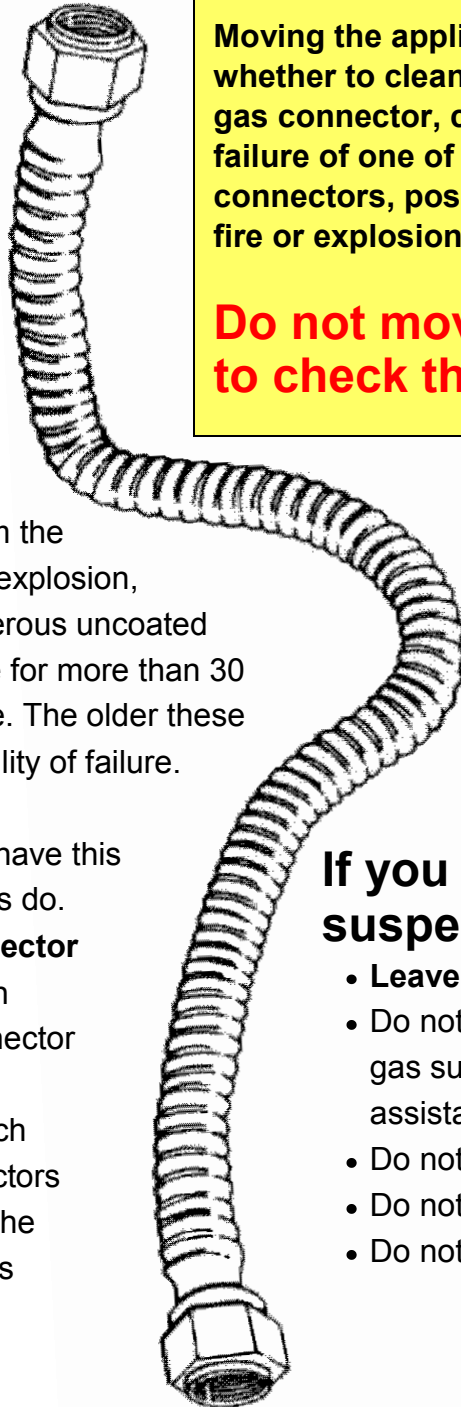 Moving the appli
whether to clean
gas connector, c
failure of one of
connectors, pos
fire or explosion
Do not mov
to check th
m the
explosion,
erous uncoated
e for more than 30
e. The older these
lity of failure.
have this
s do.
ector
n
nector
ch
ctors
he
s
If you
suspe
• Leave
• Do not
gas su
assista
• Do not
• Do not
• Do not